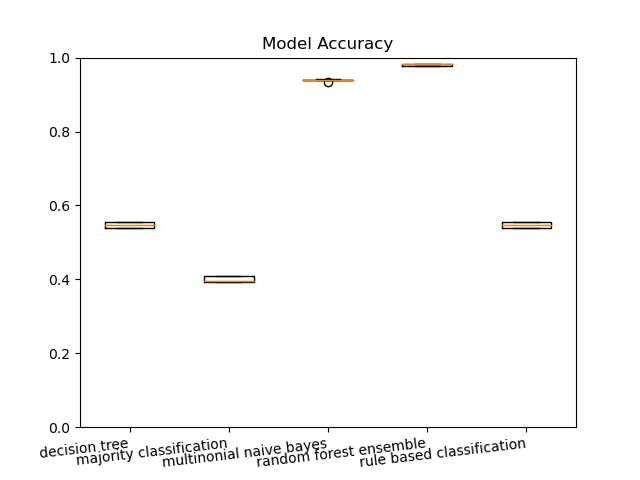 Model Accuracy
1.0
0.8
0.6
0.4
0.2
0.0
decision tree
majority classification
multinonial naive bayes
random forest ensemble
rule based classification